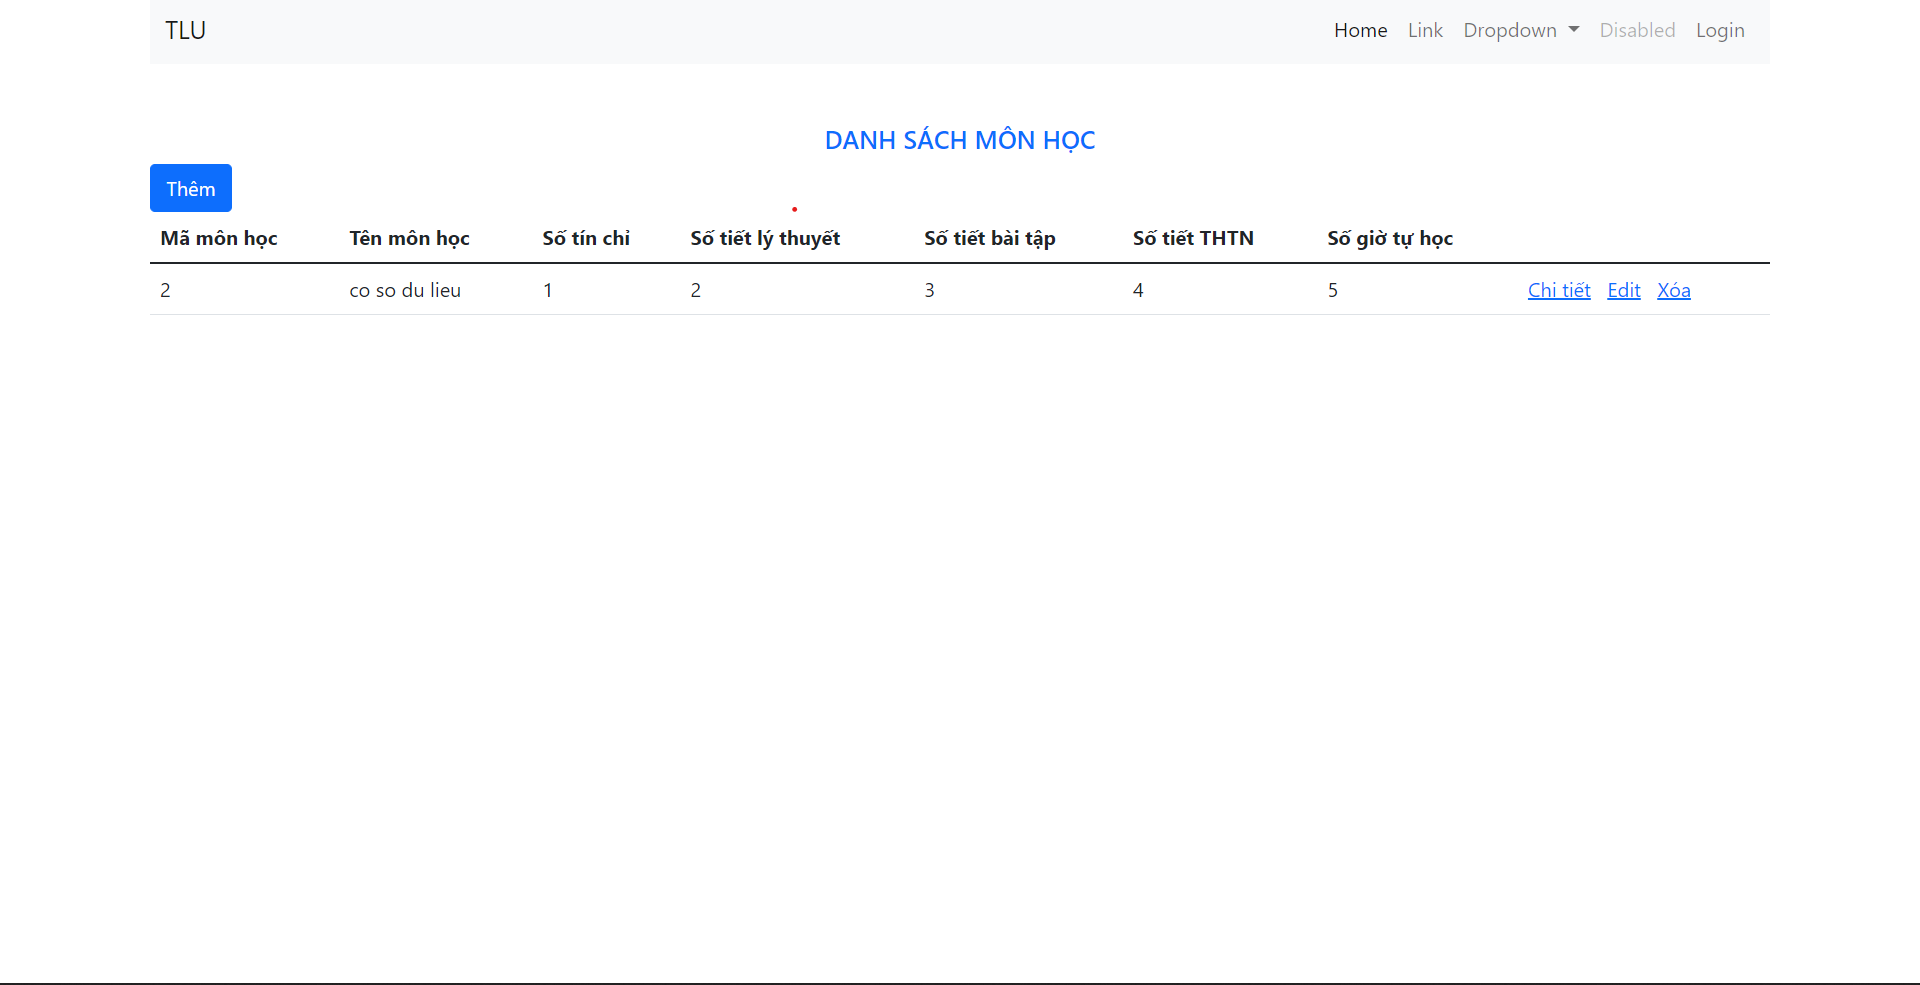 TLU Home Link Dropdown Disabled Login
DANH SÁCH MÔN HỌC
Thêm
Mã môn học Tên môn học Số tín chỉ Số tiết lý thuyết Số tiết bài tập Số tiết THTN Số giờ tự học
2 co so du lieu 1 2 3 4 5 Chi tiết Edit Xóa